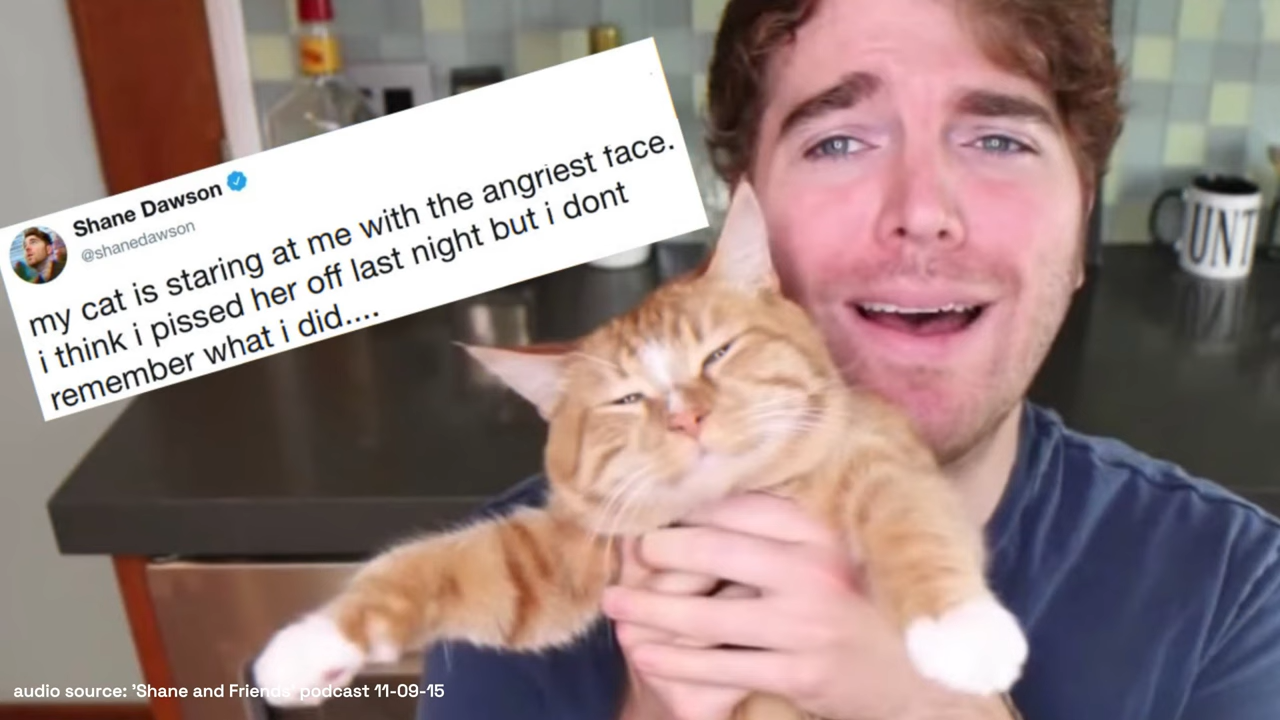 Shane Dawson
@shanedawson
my cat is staring at me with the angriest face.
i think i pissed her off last night but i dont
remember what i did....
UNT
audio source: 'Shane and Friends' podcast 11-09-15